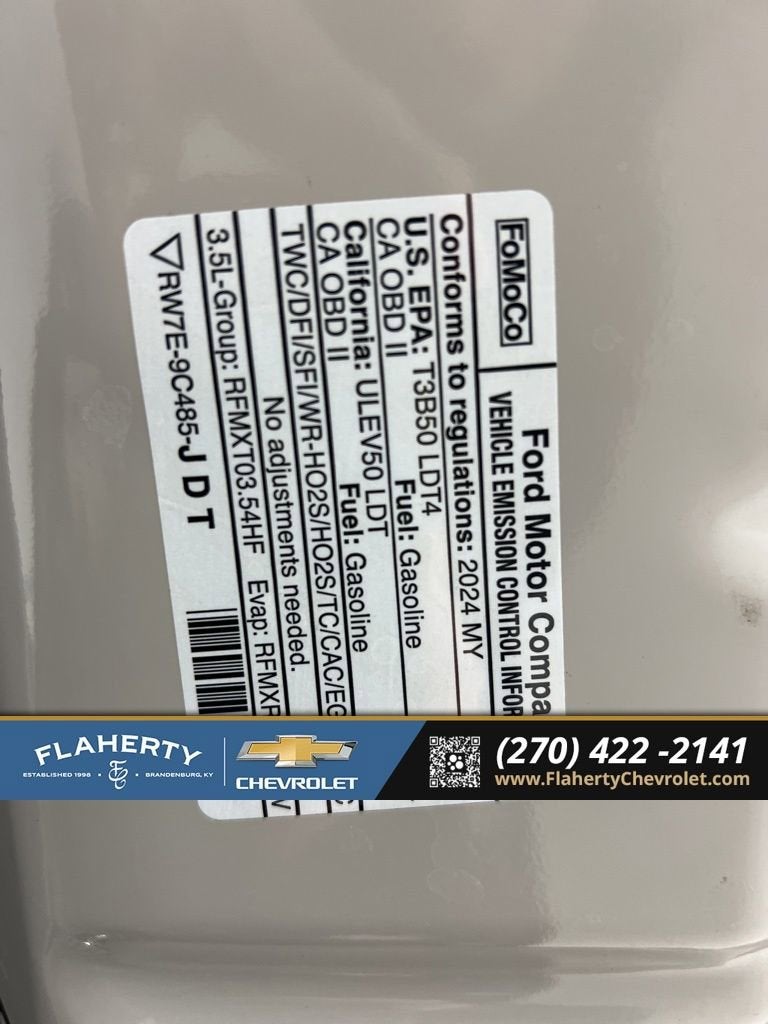 FoMoCo
Ford Motor Compa
VEHICLE EMISSION CONTROL INFOR
Conforms to regulations: 2024 MY
U.S. EPA: T3B50 LDT4 Fuel: Gasoline
CA OBD II
California: ULEV50 LDT Fuel: Gasoline
CA OBD II
TWC/DFI/SFI/WR-HO2S/HO2S/TC/CAC/EG
No adjustments needed.
3.5L-Group: RFMXT03.54HF Evap: RFMXR
RW7E-9C485-J D T
FLAHERTY
ESTABLISHED 1998 BRANDENBURG, KY
CHEVROLET
(270) 422 -2141
www.FlahertyChevrolet.com